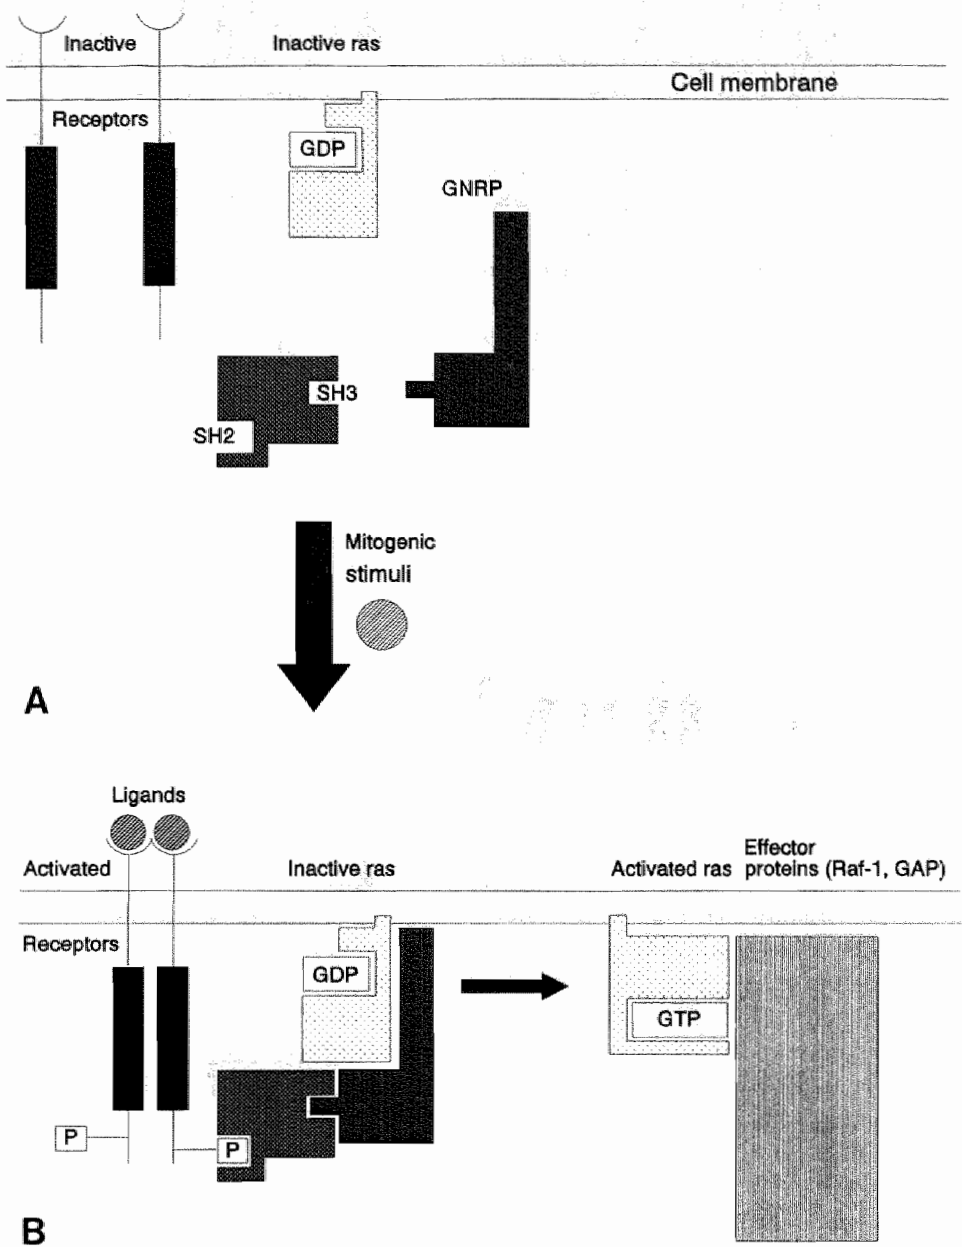 Inactive
Inactive ras
Cell membrane
Receptors
GDP
GNRP
SH3
SH2
Mitogenic
stimuli
A
Ligands
Activated
Inactive ras
Activated ras
Effector
proteins (Raf-1, GAP)
Receptors
GDP
GTP
P
P
B